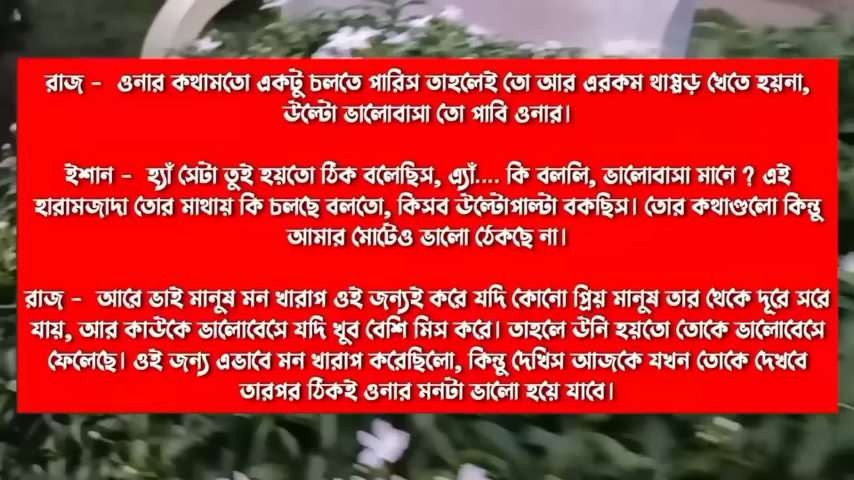 রাজ - ওনার কথামতো একটু চলতে পারিস তাহলেই তো আর এরকম থাপ্পড় খেতে হয়না,
উল্টো ভালোবাসা তো পাবি ওনার।
ইশান - হ্যাঁ সেটা তুই হয়তো ঠিক বলেছিস, এ্যাঁ.... কি বললি, ভালোবাসা মানে ? এই
হারামজাদা তোর মাথায় কি চলছে বলতো, কিসব উল্টোপাল্টা বকছিস। তোর কথাগুলো কিন্তু
আমার মোটেও ভালো ঠেকছে না।
রাজ - আরে ভাই মানুষ মন খারাপ ওই জন্যই করে যদি কোনো প্রিয় মানুষ তার থেকে দূরে সরে
যায়, আর কাউকে ভালোবেসে যদি খুব বেশি মিস করে। তাহলে উনি হয়তো তোকে ভালোবেসে
ফেলেছে। ওই জন্য এভাবে মন খারাপ করেছিলো, কিন্তু দেখিস আজকে যখন তোকে দেখবে
তারপর ঠিকই ওনার মনটা ভালো হয়ে যাবে।